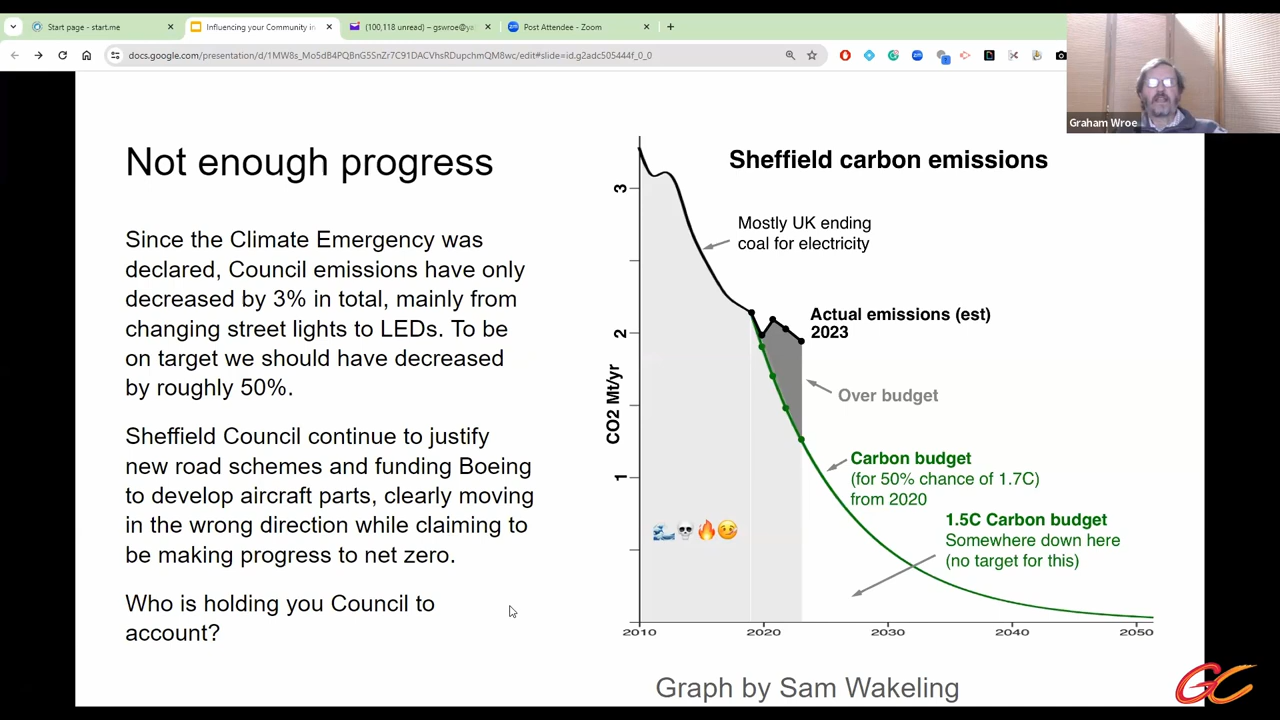 Start page - start.me
Influencing your Community in
(100,118 unread) – gswroe@ya
Post Attendee - Zoom
docs.google.com/presentation/d/1MW8s_Mo5dB4PQBnG5SnZr7C91DACVhsRDupchmQM8wc/edit#slide=id.g2adc505444f_0_0
Graham Wroe
Not enough progress
Since the Climate Emergency was
declared, Council emissions have only
decreased by 3% in total, mainly from
changing street lights to LEDs. To be
on target we should have decreased
by roughly 50%.
Sheffield Council continue to justify
new road schemes and funding Boeing
to develop aircraft parts, clearly moving
in the wrong direction while claiming to
be making progress to net zero.
Who is holding you Council to
account?
Sheffield carbon emissions
3
Mostly UK ending
coal for electricity
Actual emissions (est)
2023
2
Over budget
CO2 Mt/yr
Carbon budget
(for 50% chance of 1.7C)
from 2020
1
1.5C Carbon budget
Somewhere down here
(no target for this)
2010 2020 2030 2040 2050
Graph by Sam Wakeling
GC